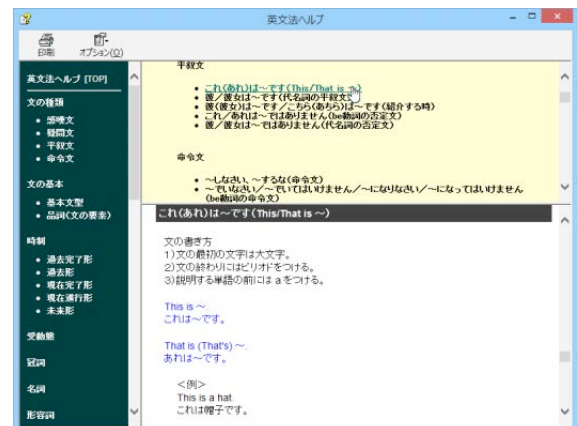 英文法ヘルプ
印刷
オプション(O)
英文法ヘルプ [TOP]
文の種類
• 感嘆文
• 疑問文
• 平叙文
• 命令文
文の基本
• 基本文型
• 品詞(文の要素)
時制
• 過去完了形
• 過去形
• 現在完了形
• 現在進行形
• 未来形
受動態
冠詞
名詞
形容詞
平叙文
• これ(あれ)は～です(This/That is ～)
• 彼／彼女は～です(代名詞の平叙文)
• 彼(彼女)は～です／こちら(あちら)は～です(紹介する時)
• これ／あれは～ではありません(be動詞の否定文)
• 彼／彼女は～ではありません(代名詞の否定文)
命令文
• ～しなさい、～するな(命令文)
• ～でいなさい／～でいてはいけません／～になりなさい／～になってはいけません
(be動詞の命令文)
これ(あれ)は～です(This/That is ～)
文の書き方
1)文の最初の文字は大文字。
2)文の終わりにはピリオドをつける。
3)説明する単語の前には a をつける。
This is ～.
これは～です。
That is (That's) ～.
あれは～です。
＜例＞
This is a hat.
これは帽子です。